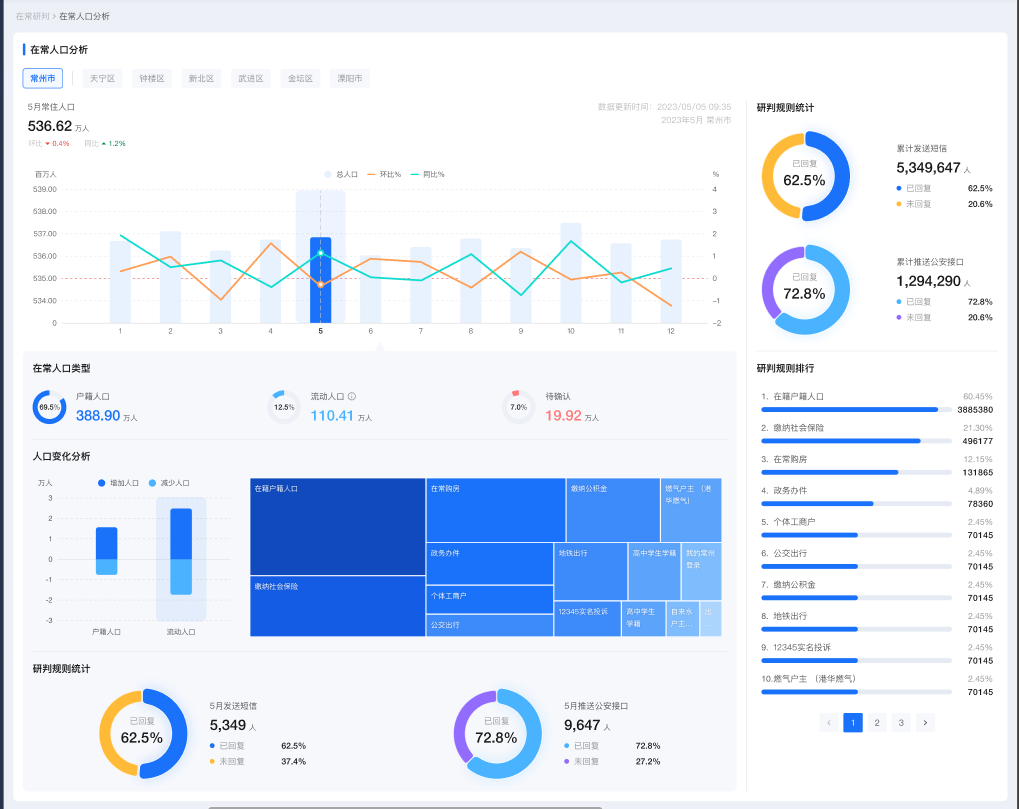 在常研判 > 在常人口分析
在常人口分析
常州市 天宁区 钟楼区 新北区 武进区 金坛区 溧阳市
5月常住人口
536.62 万人
环比 0.4% 同比 1.2%
数据更新时间： 2023/05/05 09:35
2023年5月 常州市
百万人
总人口 环比% 同比%
%
539.00
538.00
537.00
536.00
535.00
534.00
0
4
3
2
1
0
-1
-2
1 2 3 4 5 6 7 8 9 10 11 12
在常人口类型
69.5%
户籍人口
388.90 万人
12.5%
流动人口
110.41 万人
7.0%
待确认
19.92 万人
人口变化分析
万人
增加人口 减少人口
3
2
1
0
-1
-2
-3
户籍人口 流动人口
在籍户籍人口
缴纳社会保险
在常购房
缴纳公积金
燃气户主 （港
华燃气）
政务办件
地铁出行
高中学生学籍
我的常州
登录
个体工商户
公交出行
12345实名投诉
高中学生
学籍
自来水
户主...
出
研判规则统计
已回复
62.5%
5月发送短信
5,349 人
已回复 62.5%
未回复 37.4%
已回复
72.8%
5月推送公安接口
9,647 人
已回复 72.8%
未回复 27.2%
研判规则统计
已回复
62.5%
累计发送短信
5,349,647 人
已回复 62.5%
未回复 20.6%
已回复
72.8%
累计推送公安接口
1,294,290 人
已回复 72.8%
未回复 20.6%
研判规则排行
1. 在籍户籍人口 60.45%
3885380
2. 缴纳社会保险 21.30%
496177
3. 在常购房 12.15%
131865
4. 政务办件 4.89%
78360
5. 个体工商户 2.45%
70145
6. 公交出行 2.45%
70145
7. 缴纳公积金 2.45%
70145
8. 地铁出行 2.45%
70145
9. 12345实名投诉 2.45%
70145
10.燃气户主 （港华燃气） 2.45%
70145
‹ 1 2 3 ›